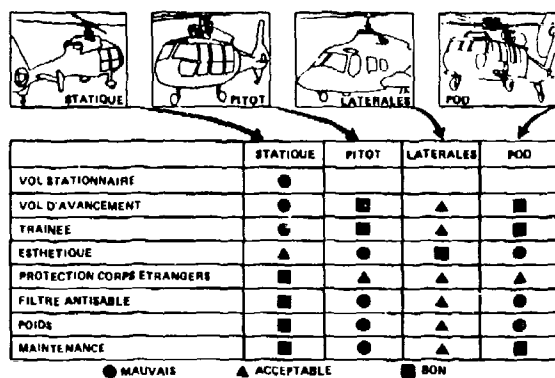 STATIQUE
PITOT
LATERALES
POD
STATIQUE PITOT LATERALES POD
VOL STATIONNAIRE
VOL D'AVANCEMENT
TRAINEE
ESTHETIQUE
PROTECTION CORPS ETRANGERS
FILTRE ANTISABLE
POIDS
MAINTENANCE
MAUVAIS ACCEPTABLE BON